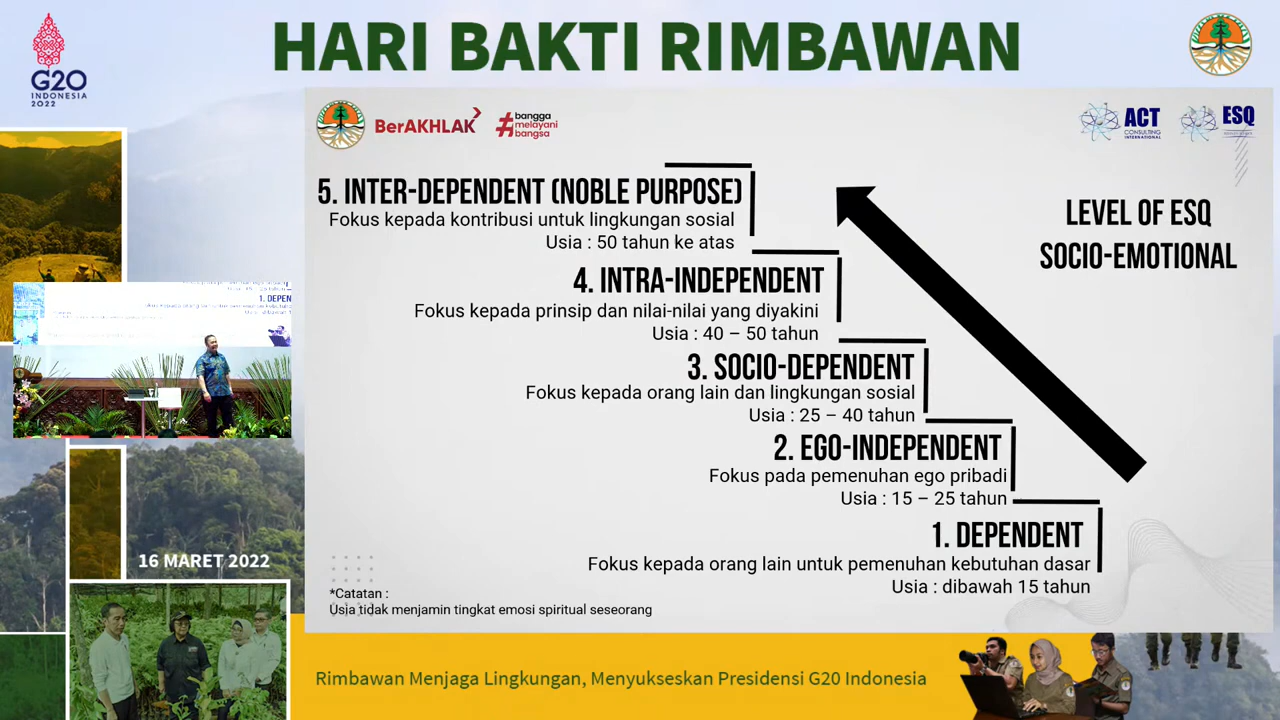 HARI BAKTI RIMBAWAN
G20
INDONESIA
2022
BerAKHLAK
#bangga
melayani
bangsa
ACT
CONSULTING
INTERNATIONAL
ESQ
LEVEL OF ESQ
SOCIO-EMOTIONAL
5. INTER-DEPENDENT (NOBLE PURPOSE)
Fokus kepada kontribusi untuk lingkungan sosial
Usia : 50 tahun ke atas
4. INTRA-INDEPENDENT
Fokus kepada prinsip dan nilai-nilai yang diyakini
Usia : 40 – 50 tahun
3. SOCIO-DEPENDENT
Fokus kepada orang lain dan lingkungan sosial
Usia : 25 – 40 tahun
2. EGO-INDEPENDENT
Fokus pada pemenuhan ego pribadi
Usia : 15 – 25 tahun
1. DEPENDENT
Fokus kepada orang lain untuk pemenuhan kebutuhan dasar
Usia : dibawah 15 tahun
*Catatan :
Usia tidak menjamin tingkat emosi spiritual seseorang
1. DEPEN
16 MARET 2022
Rimbawan Menjaga Lingkungan, Menyukseskan Presidensi G20 Indonesia